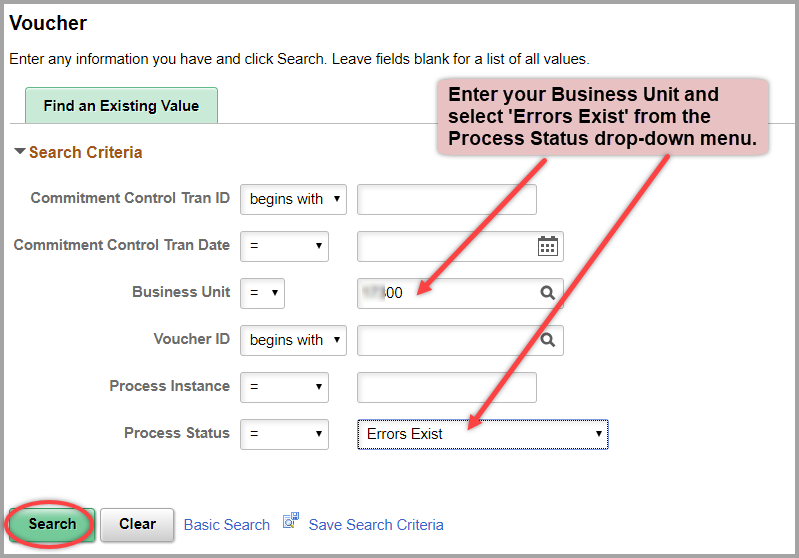 Voucher
Enter any information you have and click Search. Leave fields blank for a list of all values.
Find an Existing Value
Enter your Business Unit and
select 'Errors Exist' from the
Process Status drop-down menu.
Search Criteria
Commitment Control Tran ID begins with
Commitment Control Tran Date =
Business Unit = 00
Voucher ID begins with
Process Instance =
Process Status = Errors Exist
Search Clear Basic Search Save Search Criteria